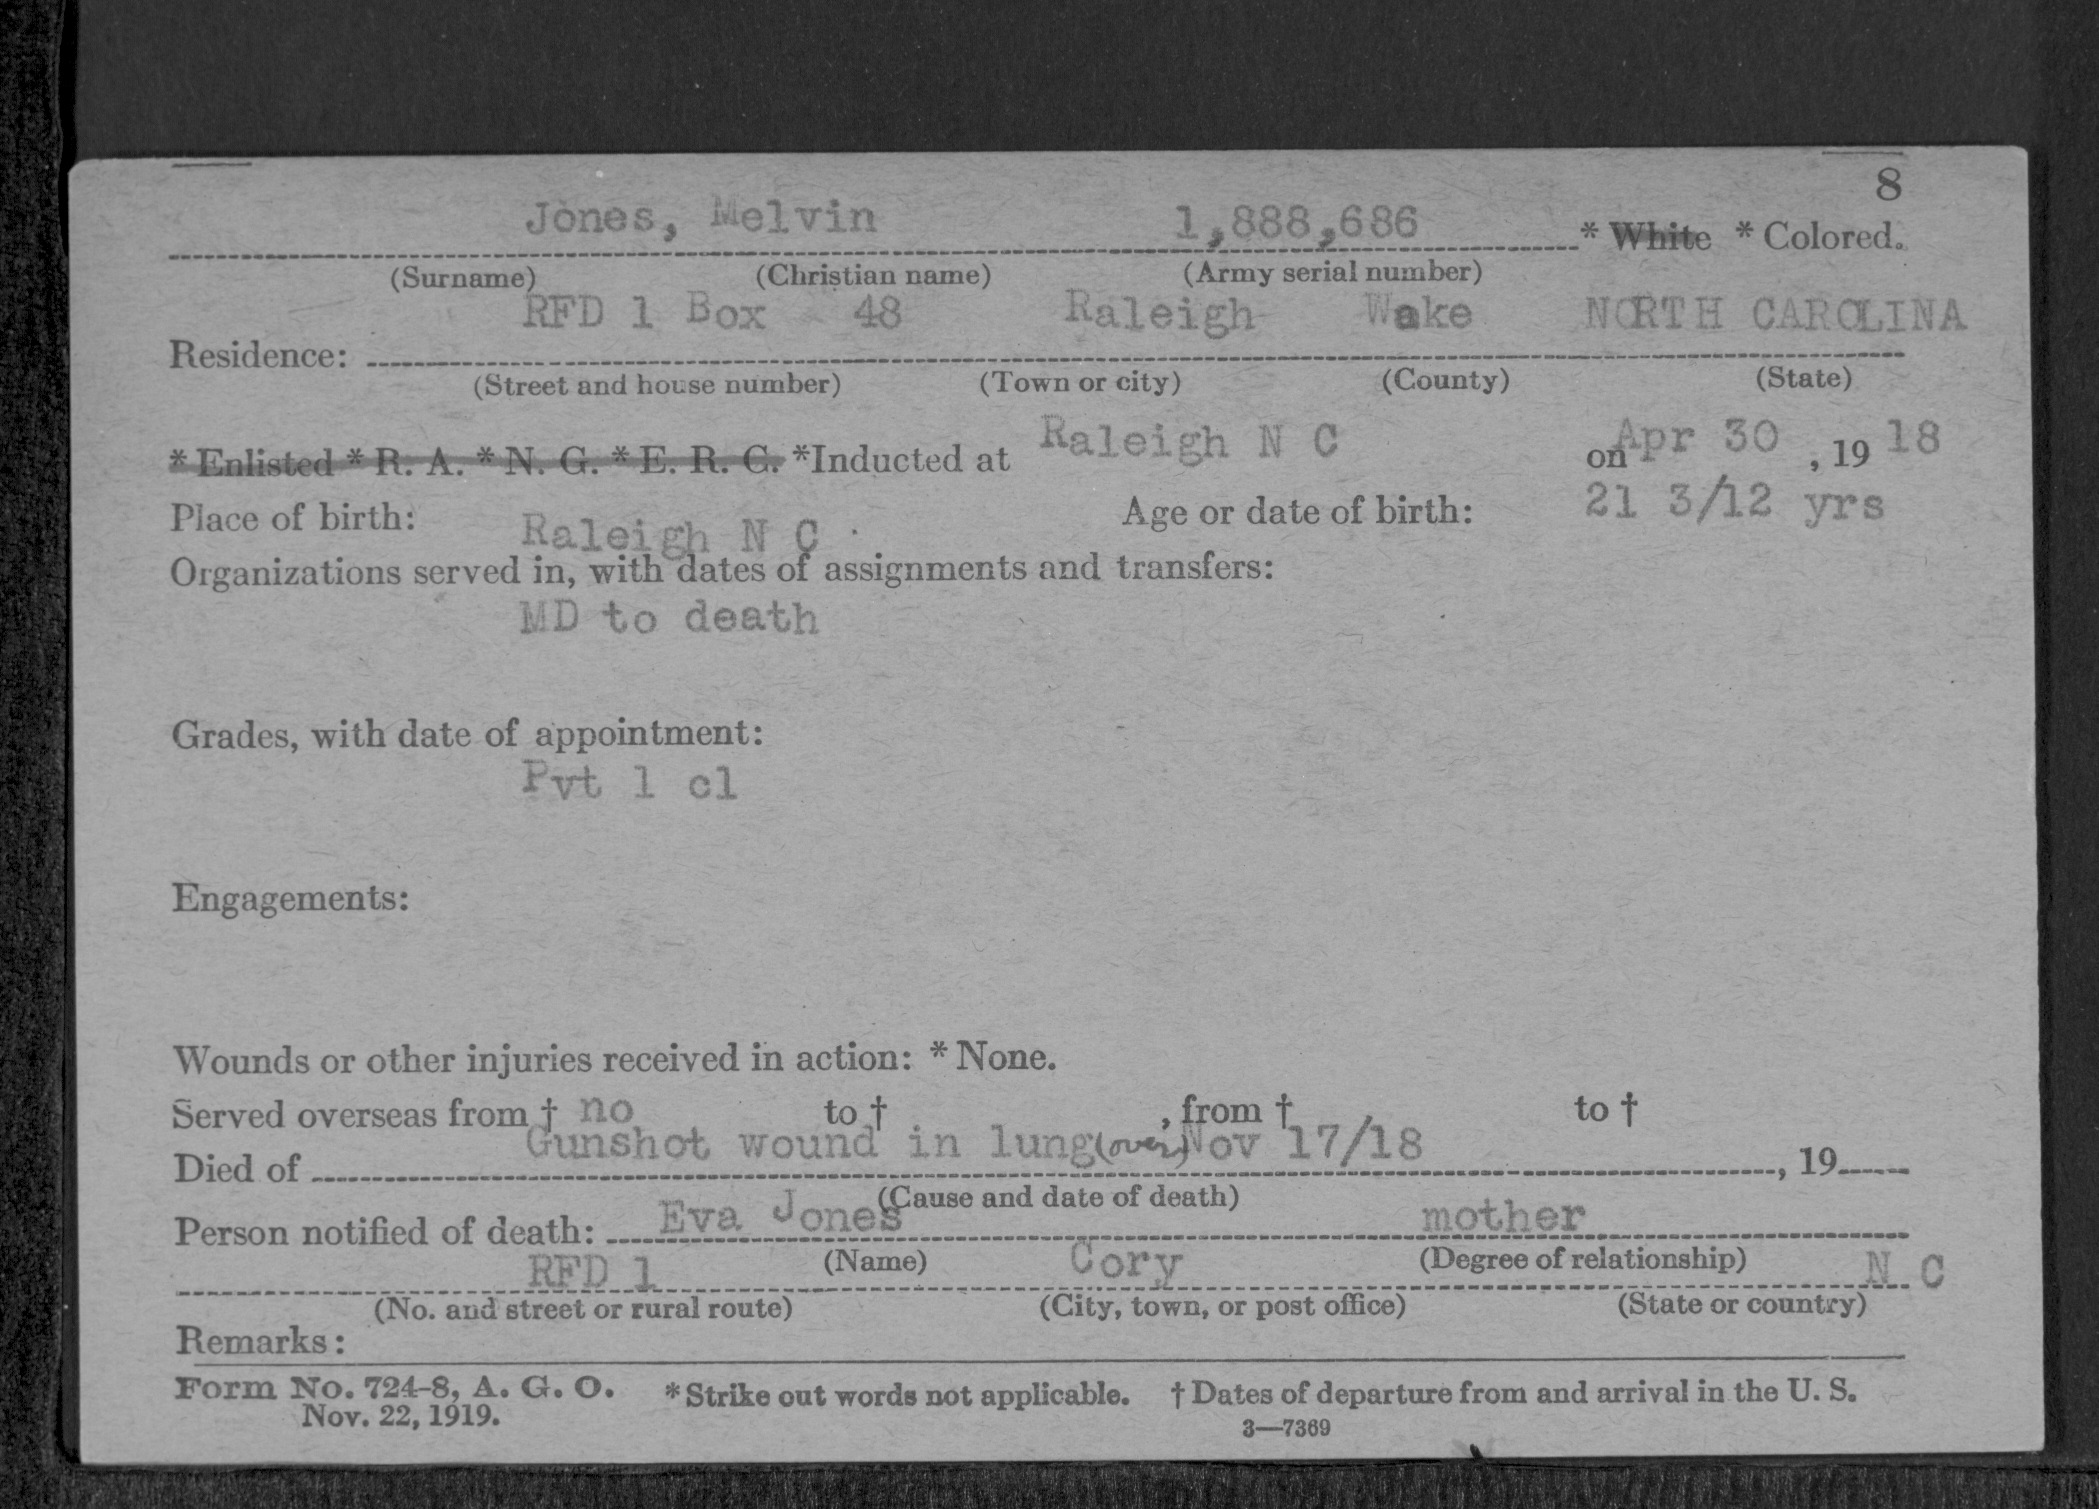 8
Jones, Melvin 1,888,686 * White * Colored.
(Surname) (Christian name) (Army serial number)
RFD 1 Box 48 Raleigh Wake NORTH CAROLINA
Residence:
(Street and house number) (Town or city) (County) (State)
* Enlisted * R. A. * N. G. * E. R. C. *Inducted at Raleigh N C on Apr 30 , 19 18
Place of birth: Raleigh N C Age or date of birth: 21 3/12 yrs
Organizations served in, with dates of assignments and transfers:
MD to death
Grades, with date of appointment:
Pvt 1 cl
Engagements:
Wounds or other injuries received in action: * None.
Served overseas from † no to † , from † to †
Died of Gunshot wound in lung (over) Nov 17/18 , 19
(Cause and date of death)
Person notified of death: Eva Jones mother
(Name) (Degree of relationship)
RFD 1 Cory N C
(No. and street or rural route) (City, town, or post office) (State or country)
Remarks:
Form No. 724-8, A. G. O. * Strike out words not applicable. † Dates of departure from and arrival in the U. S.
Nov. 22, 1919. 3—7369